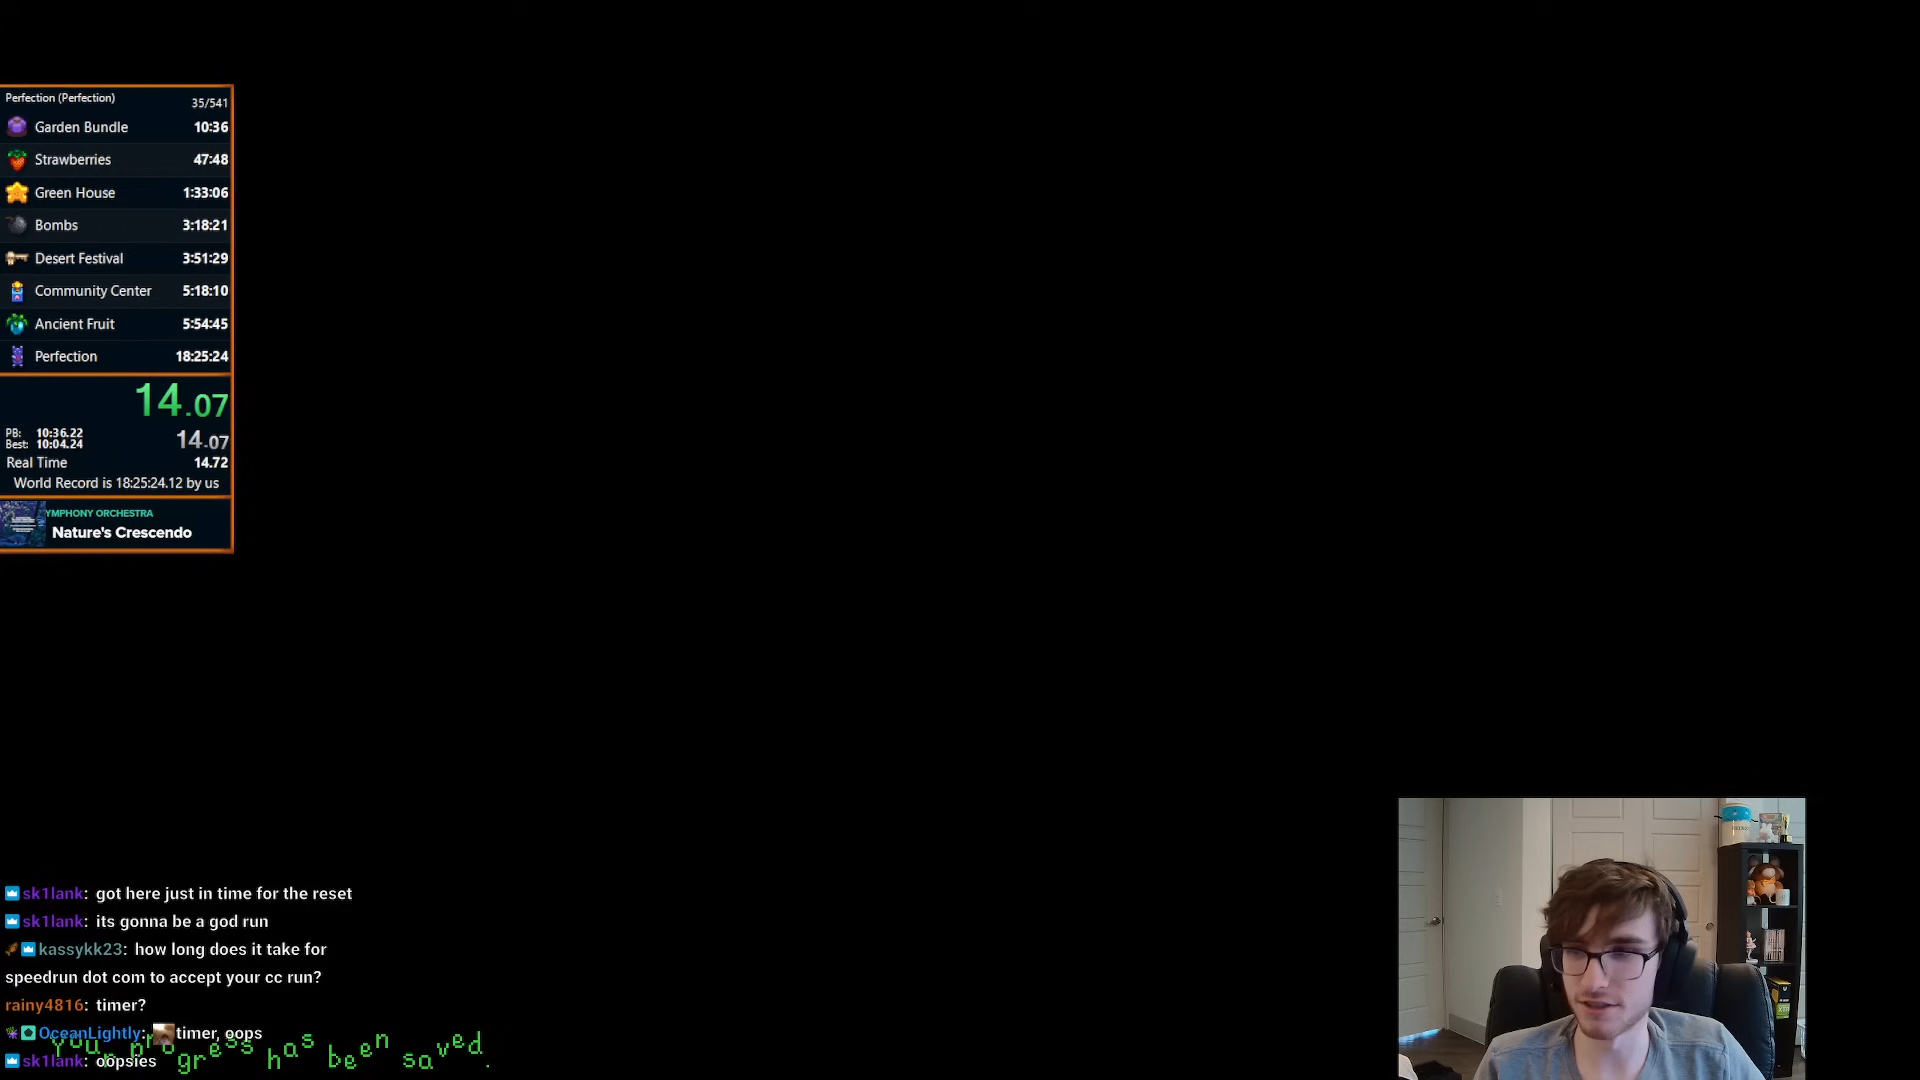 Perfection (Perfection)
35/541
Garden Bundle 10:36
Strawberries 47:48
Green House 1:33:06
Bombs 3:18:21
Desert Festival 3:51:29
Community Center 5:18:10
Ancient Fruit 5:54:45
Perfection 18:25:24
14.07
PB: 10:36.22
Best: 10:04.24
14.07
Real Time 14.72
World Record is 18:25:24.12 by us
YMPHONY ORCHESTRA
Nature's Crescendo
sk1lank: got here just in time for the reset
sk1lank: its gonna be a god run
kassykk23: how long does it take for
speedrun dot com to accept your cc run?
rainy4816: timer?
OceanLightly: timer, oops
Your progress has been saved.
sk1lank: oopsies